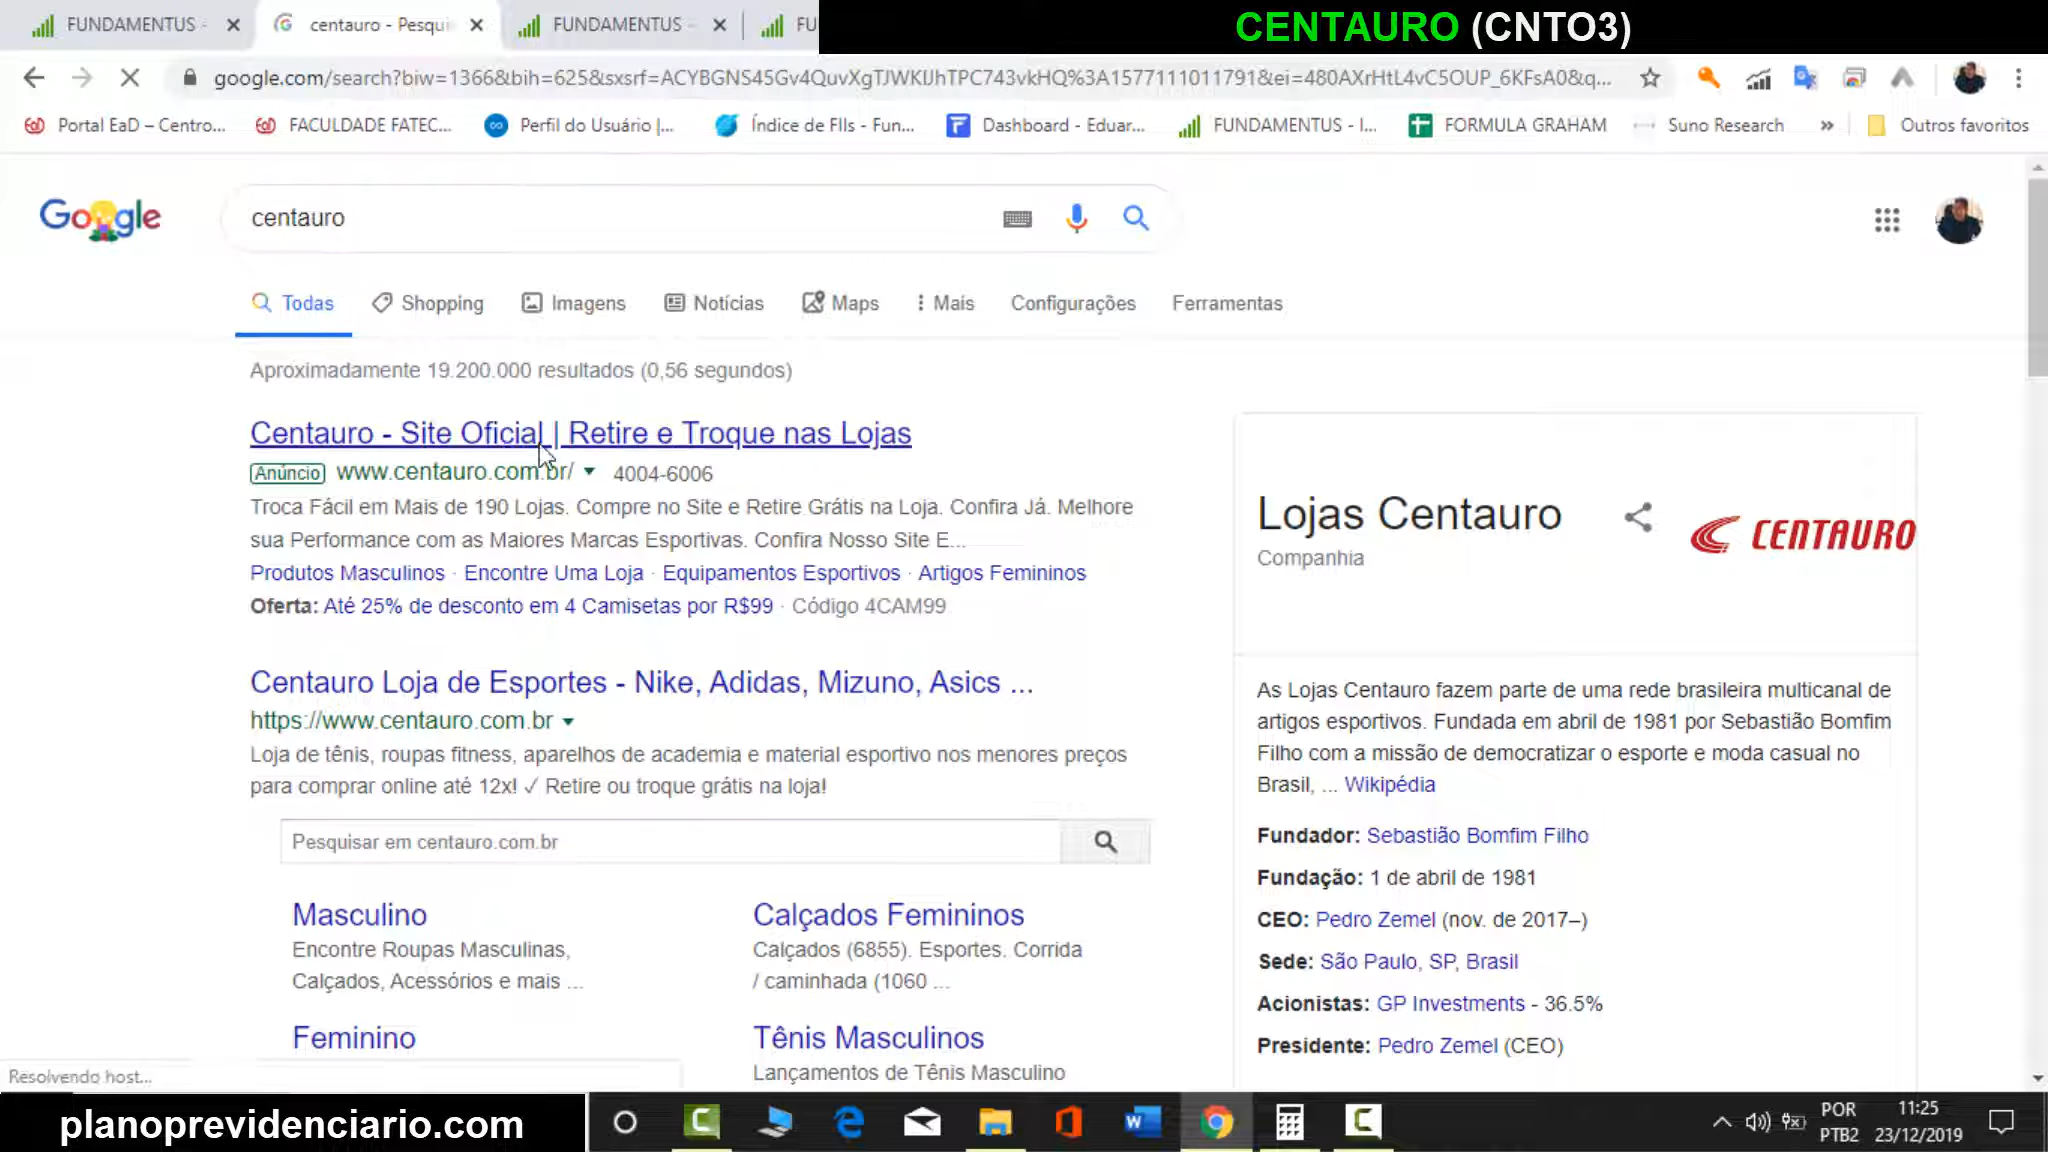 FUNDAMENTUS -
centauro - Pesqui
FUNDAMENTUS -
FU
CENTAURO (CNTO3)
google.com/search?biw=1366&bih=625&sxsrf=ACYBGNS45Gv4QuvXgTJWKIJhTPC743vkHQ%3A1577111011791&ei=480AXrHtL4vC5OUP_6KFsA0&q...
Portal EaD – Centro...
FACULDADE FATEC...
Perfil do Usuário |...
Índice de FIIs - Fun...
Dashboard - Eduar...
FUNDAMENTUS - I...
FORMULA GRAHAM
Suno Research
»
Outros favoritos
Google
centauro
Todas
Shopping
Imagens
Notícias
Maps
Mais
Configurações
Ferramentas
Aproximadamente 19.200.000 resultados (0,56 segundos)
Centauro - Site Oficial | Retire e Troque nas Lojas
Anúncio www.centauro.com.br/ 4004-6006
Troca Fácil em Mais de 190 Lojas. Compre no Site e Retire Grátis na Loja. Confira Já. Melhore
sua Performance com as Maiores Marcas Esportivas. Confira Nosso Site E...
Produtos Masculinos · Encontre Uma Loja · Equipamentos Esportivos · Artigos Femininos
Oferta: Até 25% de desconto em 4 Camisetas por R$99 · Código 4CAM99
Centauro Loja de Esportes - Nike, Adidas, Mizuno, Asics ...
https://www.centauro.com.br
Loja de tênis, roupas fitness, aparelhos de academia e material esportivo nos menores preços
para comprar online até 12x! ✓ Retire ou troque grátis na loja!
Pesquisar em centauro.com.br
Masculino
Encontre Roupas Masculinas,
Calçados, Acessórios e mais ...
Calçados Femininos
Calçados (6855). Esportes. Corrida
/ caminhada (1060 ...
Feminino
Tênis Masculinos
Lançamentos de Tênis Masculino
Lojas Centauro
Companhia
CENTAURO
As Lojas Centauro fazem parte de uma rede brasileira multicanal de
artigos esportivos. Fundada em abril de 1981 por Sebastião Bomfim
Filho com a missão de democratizar o esporte e moda casual no
Brasil, ... Wikipédia
Fundador: Sebastião Bomfim Filho
Fundação: 1 de abril de 1981
CEO: Pedro Zemel (nov. de 2017–)
Sede: São Paulo, SP, Brasil
Acionistas: GP Investments - 36.5%
Presidente: Pedro Zemel (CEO)
Resolvendo host...
planoprevidenciario.com
POR
PTB2
11:25
23/12/2019